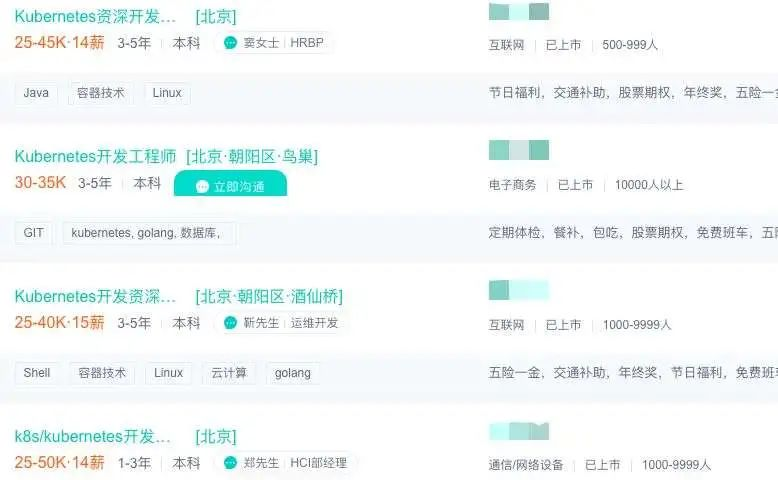 Kubernetes资深开发... [北京]
25-45K·14薪 3-5年 本科 窦女士 HRBP
互联网 已上市 500-999人
Java 容器技术 Linux
节日福利，交通补助，股票期权，年终奖，五险一金
Kubernetes开发工程师 [北京·朝阳区·鸟巢]
30-35K 3-5年 本科 立即沟通
电子商务 已上市 10000人以上
GIT kubernetes, golang, 数据库，
定期体检，餐补，包吃，股票期权，免费班车，五险
Kubernetes开发资深... [北京·朝阳区·酒仙桥]
25-40K·15薪 3-5年 本科 靳先生 运维开发
互联网 已上市 1000-9999人
Shell 容器技术 Linux 云计算 golang
五险一金，交通补助，年终奖，节日福利，免费班车
k8s/kubernetes开发... [北京]
25-50K·14薪 1-3年 本科 郑先生 HCI部经理
通信/网络设备 已上市 1000-9999人